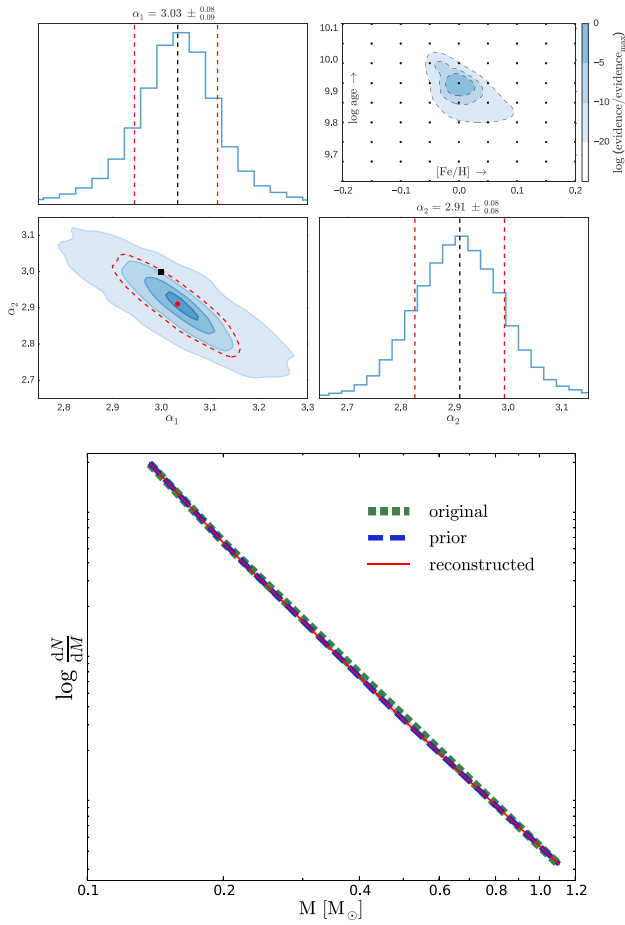 α₁ = 3.03 ± 0.08 0.09
10.1
10.0
9.9
9.8
9.7
log age →
[Fe/H] →
−0.2 −0.1 0.0 0.1 0.2
0
−5
−10
−20
log (evidence/evidence_max)
3.1
3.0
2.9
2.8
2.7
α₂
2.8 2.9 3.0 3.1 3.2 3.3
α₁
α₂ = 2.91 ± 0.08 0.08
2.7 2.8 2.9 3.0 3.1
α₂
original
prior
reconstructed
log dN/dM
0.1 0.2 0.4 0.6 0.8 1.0 1.2
M [M⊙]